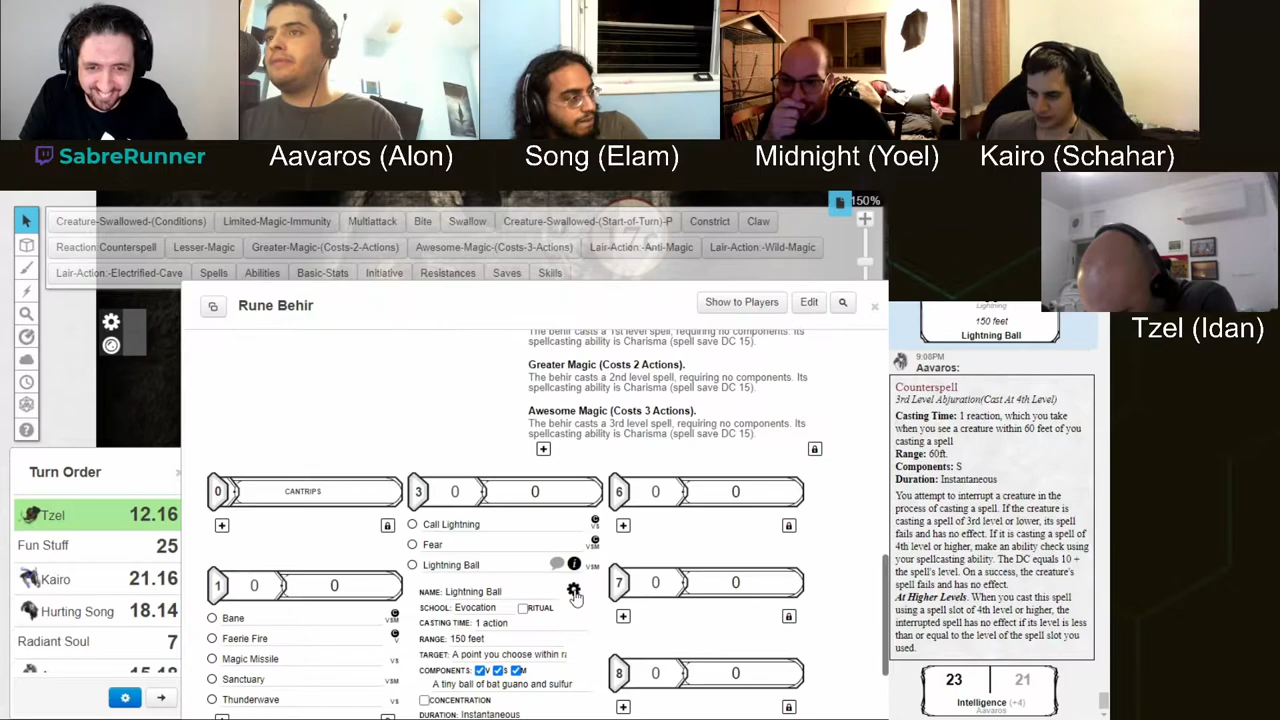 SabreRunner
Aavaros (Alon)
Song (Elam)
Midnight (Yoel)
Kairo (Schahar)
Tzel (Idan)
150%
Creature-Swallowed-(Conditions) Limited-Magic-Immunity Multiattack Bite Swallow Creature-Swallowed-(Start-of-Turn)-P Constrict Claw
Reaction:Counterspell Lesser-Magic Greater-Magic-(Costs-2-Actions) Awesome-Magic-(Costs-3-Actions) Lair-Action:-Anti-Magic Lair-Action:-Wild-Magic
Lair-Action:-Electrified-Cave Spells Abilities Basic-Stats Initiative Resistances Saves Skills
Rune Behir
Show to Players
Edit
The behir casts a 1st level spell, requiring no components. Its
spellcasting ability is Charisma (spell save DC 15).
Greater Magic (Costs 2 Actions).
The behir casts a 2nd level spell, requiring no components. Its
spellcasting ability is Charisma (spell save DC 15).
Awesome Magic (Costs 3 Actions).
The behir casts a 3rd level spell, requiring no components. Its
spellcasting ability is Charisma (spell save DC 15).
0 CANTRIPS
1 0 0
Bane
Faerie Fire
Magic Missile
Sanctuary
Thunderwave
3 0 0
Call Lightning
Fear
Lightning Ball
NAME: Lightning Ball
SCHOOL: Evocation RITUAL
CASTING TIME: 1 action
RANGE: 150 feet
TARGET: A point you choose within ra
COMPONENTS: V S M
A tiny ball of bat guano and sulfur
CONCENTRATION
DURATION: Instantaneous
6 0 0
7 0 0
8 0 0
Turn Order
Tzel 12.16
Fun Stuff 25
Kairo 21.16
Hurting Song 18.14
Radiant Soul 7
Lightning
150 feet
Lightning Ball
9:08PM
Aavaros:
Counterspell
3rd Level Abjuration(Cast At 4th Level)
Casting Time: 1 reaction, which you take
when you see a creature within 60 feet of you
casting a spell
Range: 60ft.
Components: S
Duration: Instantaneous
You attempt to interrupt a creature in the
process of casting a spell. If the creature is
casting a spell of 3rd level or lower, its spell
fails and has no effect. If it is casting a spell of
4th level or higher, make an ability check using
your spellcasting ability. The DC equals 10 +
the spell's level. On a success, the creature's
spell fails and has no effect.
At Higher Levels. When you cast this spell
using a spell slot of 4th level or higher, the
interrupted spell has no effect if its level is less
than or equal to the level of the spell slot you
used.
23 21
Intelligence (+4)
Aavaros